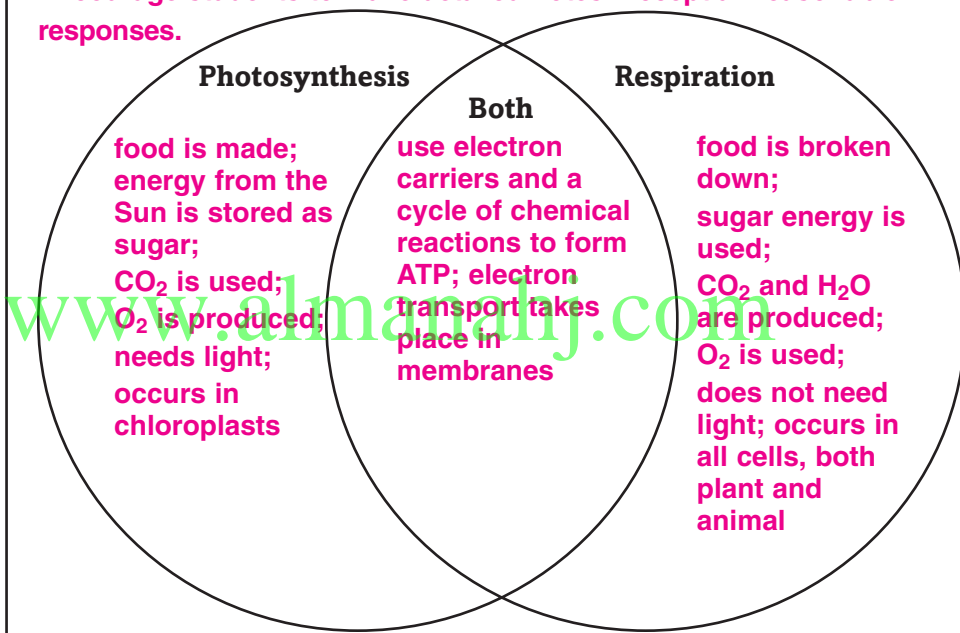 responses.
Photosynthesis
food is made;
energy from the
Sun is stored as
sugar;
CO₂ is used;
O₂ is produced;
needs light;
occurs in
chloroplasts
Both
use electron
carriers and a
cycle of chemical
reactions to form
ATP; electron
transport takes
place in
membranes
Respiration
food is broken
down;
sugar energy is
used;
CO₂ and H₂O
are produced;
O₂ is used;
does not need
light; occurs in
all cells, both
plant and
animal
www.almanahj.com